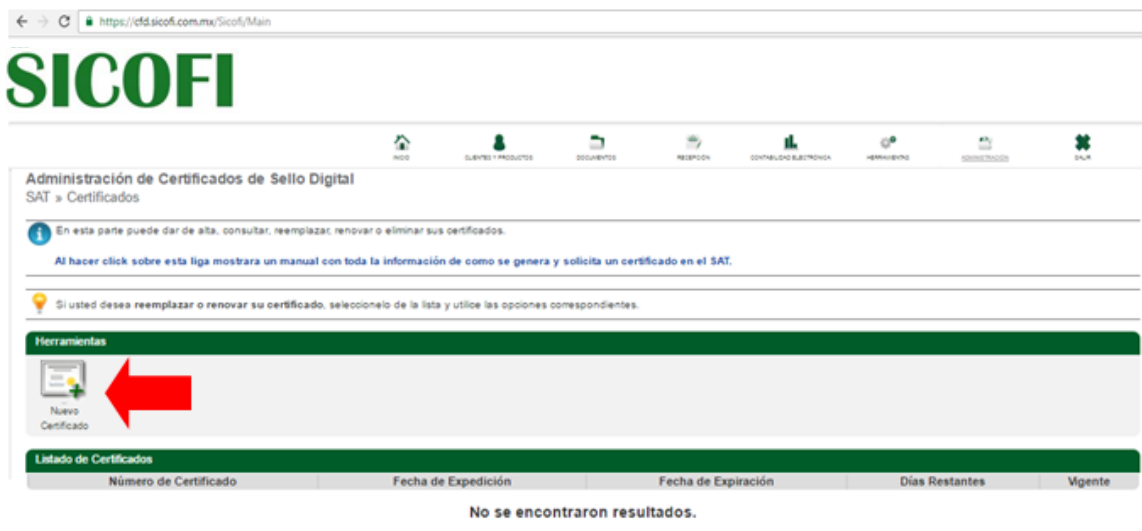 https://cfd.sicofi.com.mx/Sicofi/Main
SICOFI
INICIO CLIENTES Y PRODUCTOS DOCUMENTOS RECEPCIÓN CONTABILIDAD ELECTRÓNICA HERRAMIENTAS ADMINISTRACIÓN SALIR
Administración de Certificados de Sello Digital
SAT » Certificados
En esta parte puede dar de alta, consultar, reemplazar, renovar o eliminar sus certificados.
Al hacer click sobre esta liga mostrara un manual con toda la información de como se genera y solicita un certificado en el SAT.
Si usted desea reemplazar o renovar su certificado, seleccionelo de la lista y utilice las opciones correspondientes.
Herramientas
Nuevo
Certificado
Listado de Certificados
Número de Certificado Fecha de Expedición Fecha de Expiración Días Restantes Vigente
No se encontraron resultados.